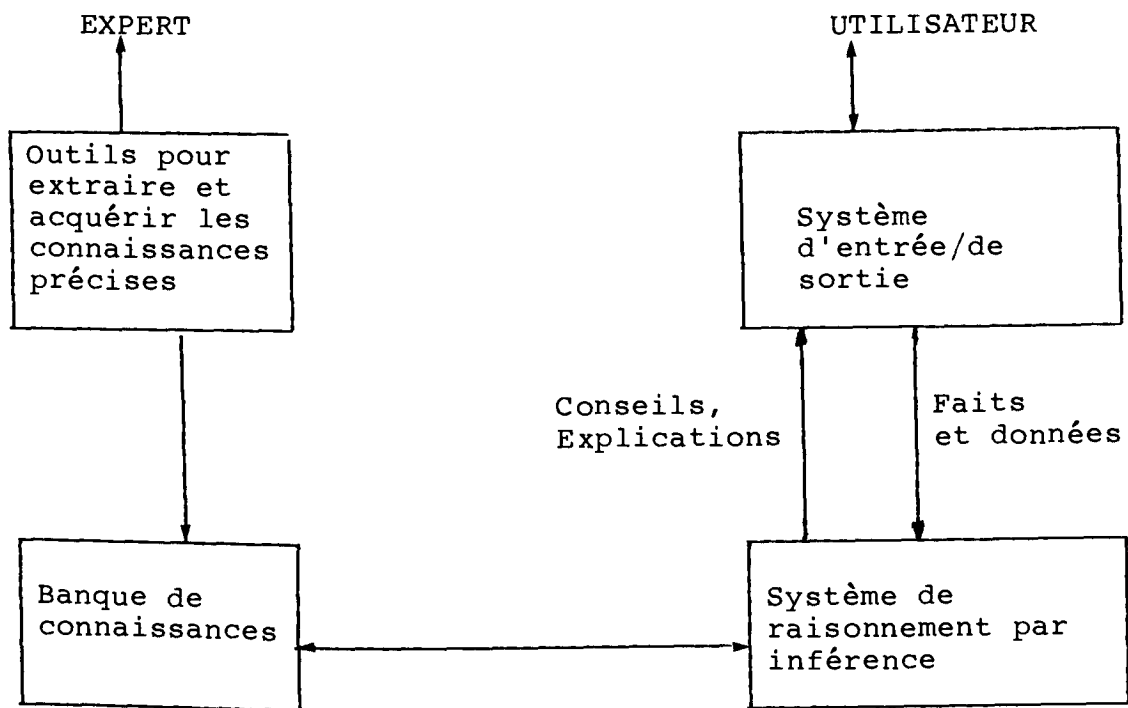 EXPERT
UTILISATEUR
Outils pour
extraire et
acquérir les
connaissances
précises
Système
d'entrée/de
sortie
Conseils,
Explications
Faits
et données
Banque de
connaissances
Système de
raisonnement par
inférence